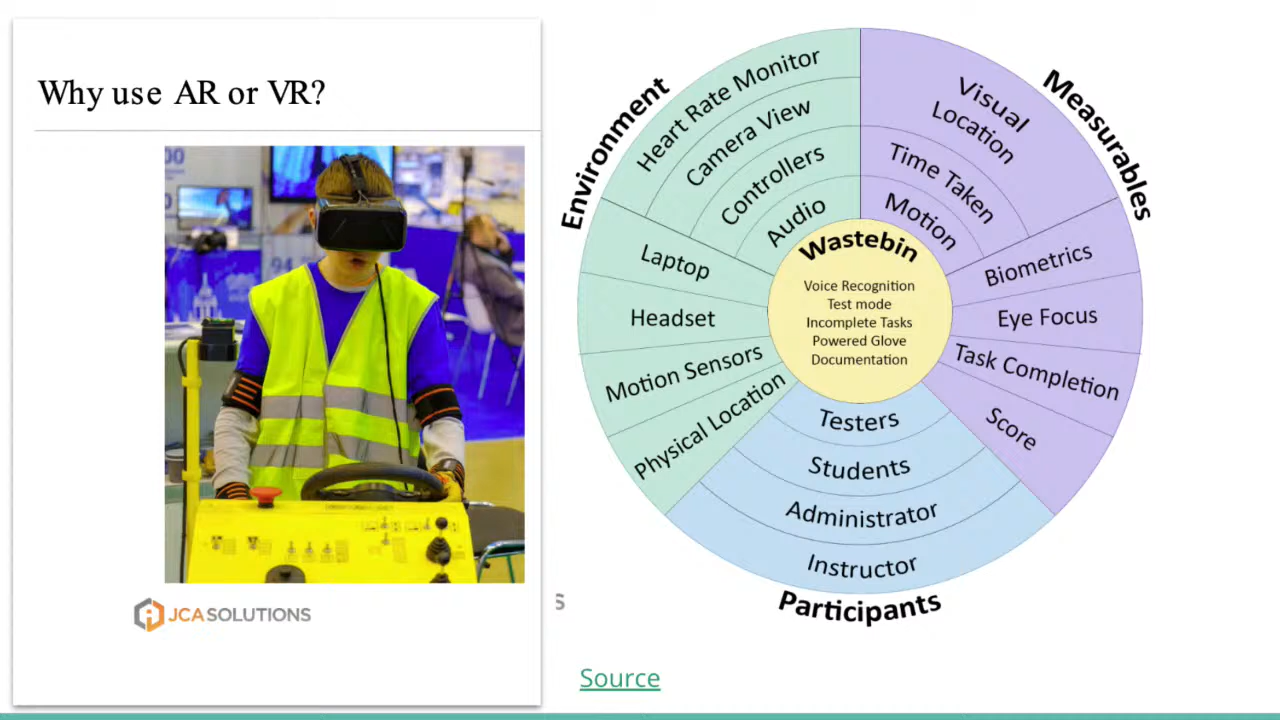 Why use AR or VR?
JCA SOLUTIONS
Environment
Heart Rate Monitor
Camera View
Controllers
Audio
Laptop
Headset
Motion Sensors
Physical Location
Measurables
Visual
Location
Time Taken
Motion
Biometrics
Eye Focus
Task Completion
Score
Wastebin
Voice Recognition
Test mode
Incomplete Tasks
Powered Glove
Documentation
Testers
Students
Administrator
Instructor
Participants
s
Source